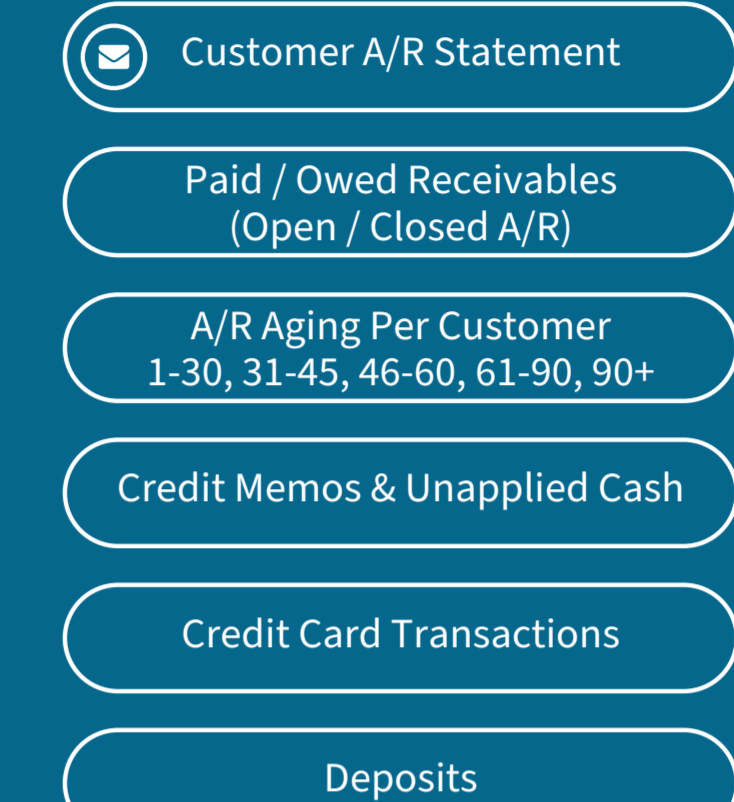 Customer A/R Statement
Paid / Owed Receivables
(Open / Closed A/R)
A/R Aging Per Customer
1-30, 31-45, 46-60, 61-90, 90+
Credit Memos & Unapplied Cash
Credit Card Transactions
Deposits